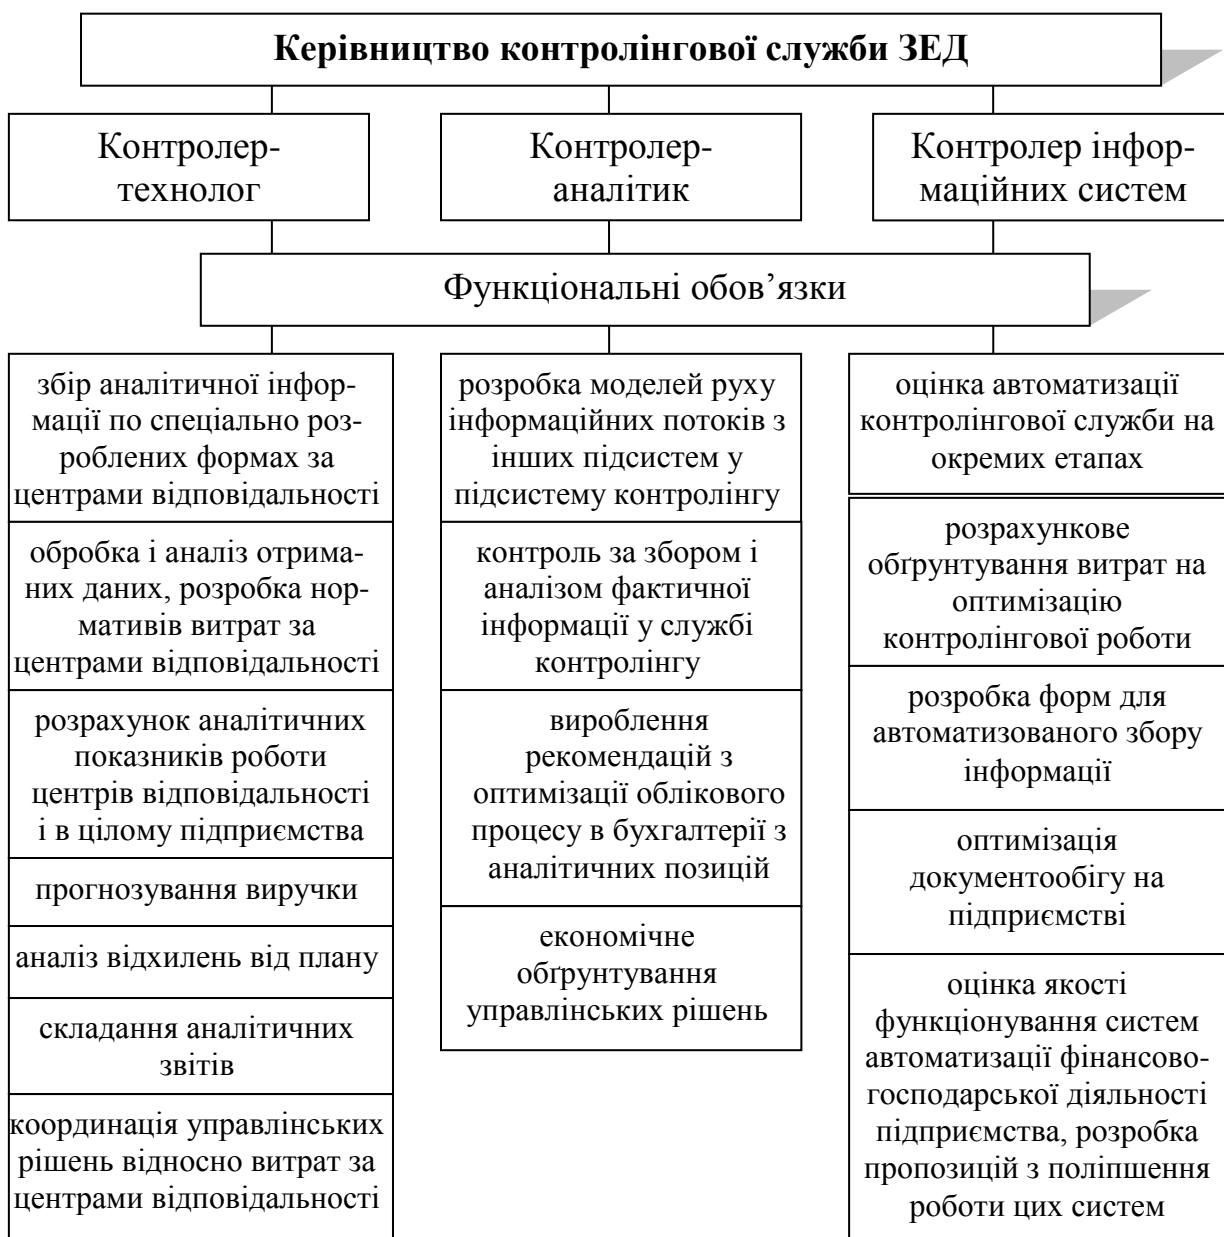 Керівництво контролінгової служби ЗЕД
Контролер-
технолог
Контролер-
аналітик
Контролер інфор-
маційних систем
Функціональні обов’язки
збір аналітичної інфор-
мації по спеціально роз-
роблених формах за
центрами відповідальності
обробка і аналіз отрима-
них даних, розробка нор-
мативів витрат за
центрами відповідальності
розрахунок аналітичних
показників роботи
центрів відповідальності
і в цілому підприємства
прогнозування виручки
аналіз відхилень від плану
складання аналітичних
звітів
координація управлінських
рішень відносно витрат за
центрами відповідальності
розробка моделей руху
інформаційних потоків з
інших підсистем у
підсистему контролінгу
контроль за збором і
аналізом фактичної
інформації у службі
контролінгу
вироблення
рекомендацій з
оптимізації облікового
процесу в бухгалтерії з
аналітичних позицій
економічне
обґрунтування
управлінських рішень
оцінка автоматизації
контролінгової служби на
окремих етапах
розрахункове
обґрунтування витрат на
оптимізацію
контролінгової роботи
розробка форм для
автоматизованого збору
інформації
оптимізація
документообігу на
підприємстві
оцінка якості
функціонування систем
автоматизації фінансово-
господарської діяльності
підприємства, розробка
пропозицій з поліпшення
роботи цих систем